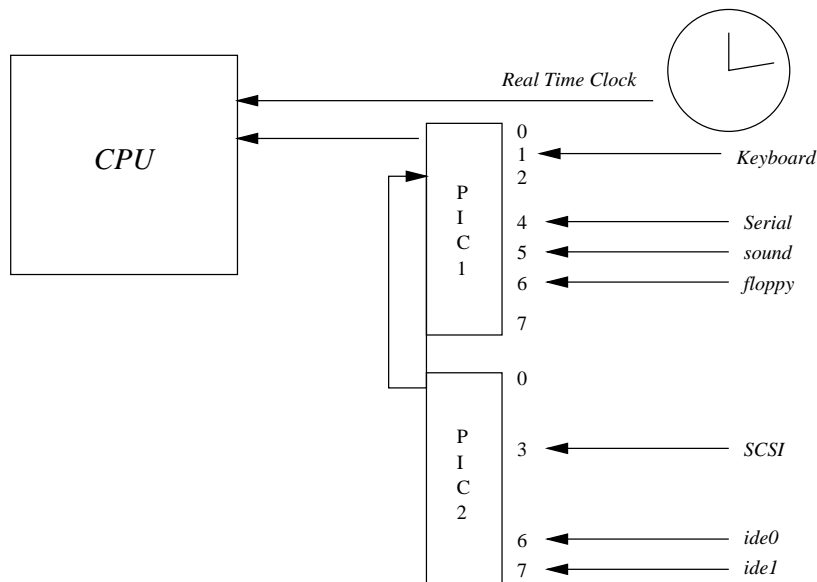 Real Time Clock
CPU
0
1 Keyboard
2
P
I
C
1
4 Serial
5 sound
6 floppy
7
0
P
I
C
2
3 SCSI
6 ide0
7 ide1